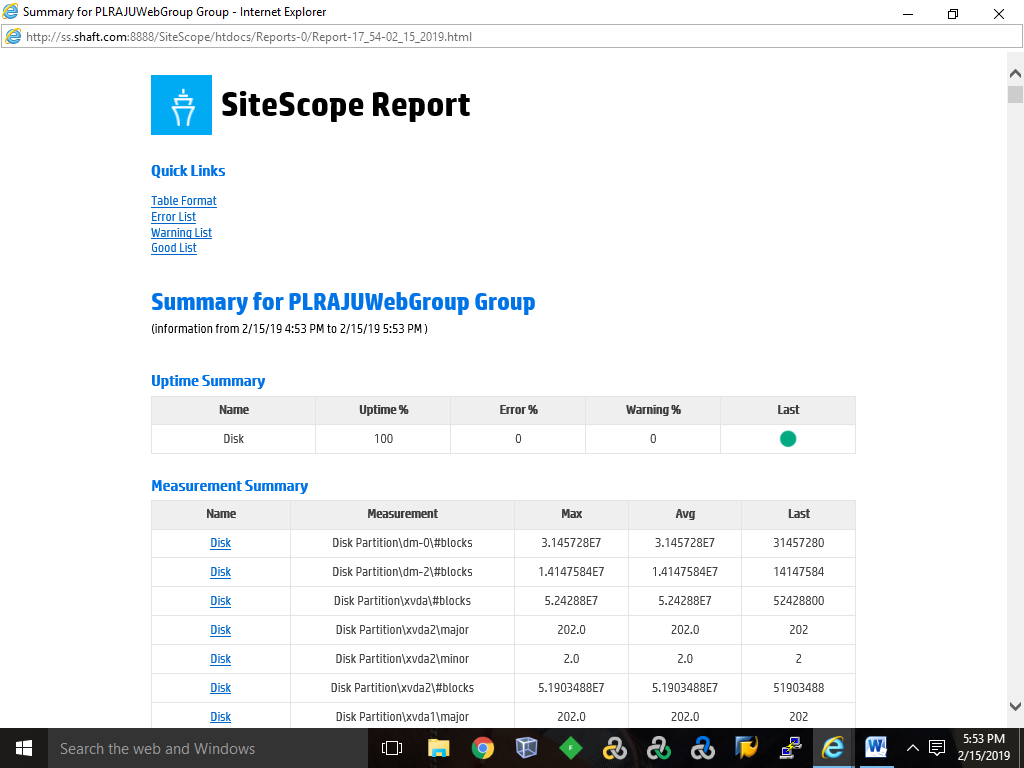 Summary for PLRAJUWebGroup Group - Internet Explorer
http://ss.shaft.com:8888/SiteScope/htdocs/Reports-0/Report-17_54-02_15_2019.html
SiteScope Report
Quick Links
Table Format
Error List
Warning List
Good List
Summary for PLRAJUWebGroup Group
(information from 2/15/19 4:53 PM to 2/15/19 5:53 PM )
Uptime Summary
Name Uptime % Error % Warning % Last
Disk 100 0 0
Measurement Summary
Name Measurement Max Avg Last
Disk Disk Partition\dm-0\#blocks 3.145728E7 3.145728E7 31457280
Disk Disk Partition\dm-2\#blocks 1.4147584E7 1.4147584E7 14147584
Disk Disk Partition\xvda\#blocks 5.24288E7 5.24288E7 52428800
Disk Disk Partition\xvda2\major 202.0 202.0 202
Disk Disk Partition\xvda2\minor 2.0 2.0 2
Disk Disk Partition\xvda2\#blocks 5.1903488E7 5.1903488E7 51903488
Disk Disk Partition\xvda1\major 202.0 202.0 202
Search the web and Windows
5:53 PM
2/15/2019